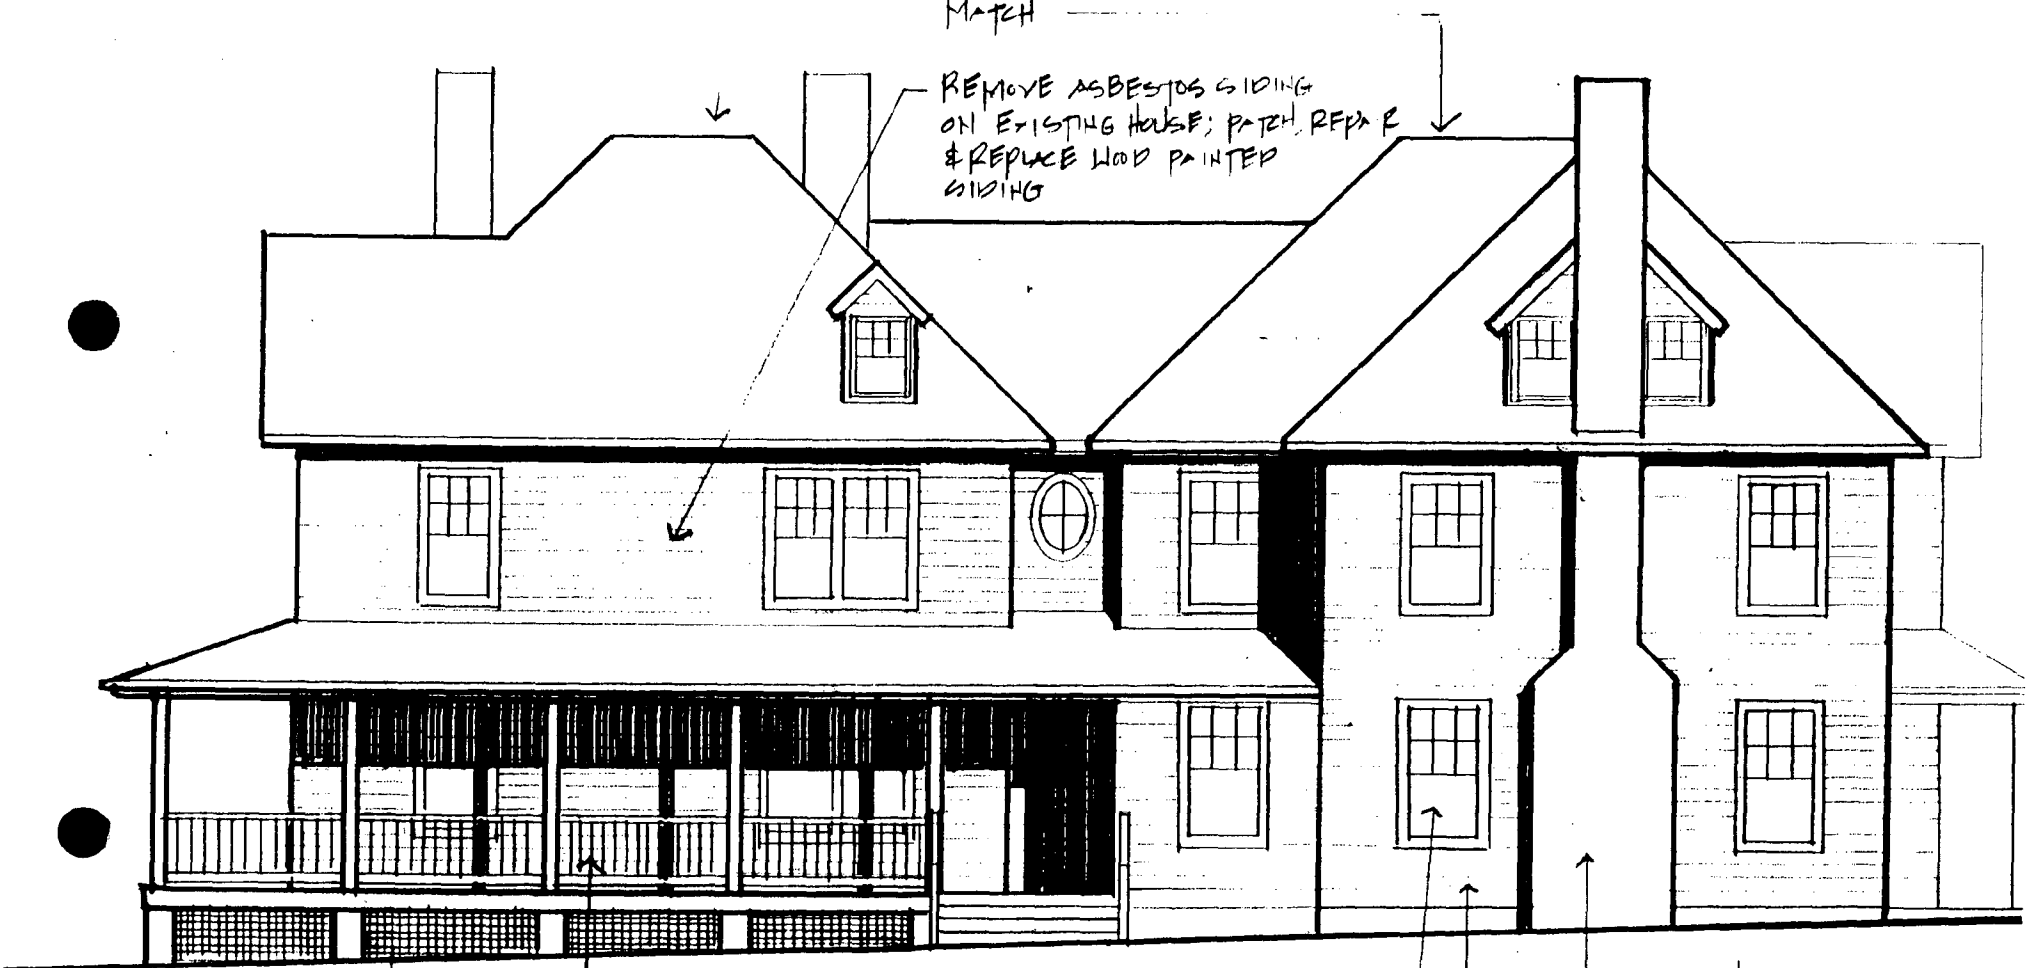 MATCH
REMOVE ASBESTOS SIDING
ON EXISTING HOUSE; PATCH, REPAIR
& REPLACE WOOD PAINTED
SIDING